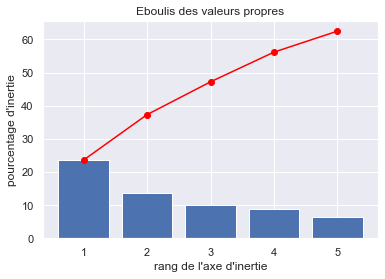 Eboulis des valeurs propres
pourcentage d'inertie
60
50
40
30
20
10
0
1 2 3 4 5
rang de l'axe d'inertie